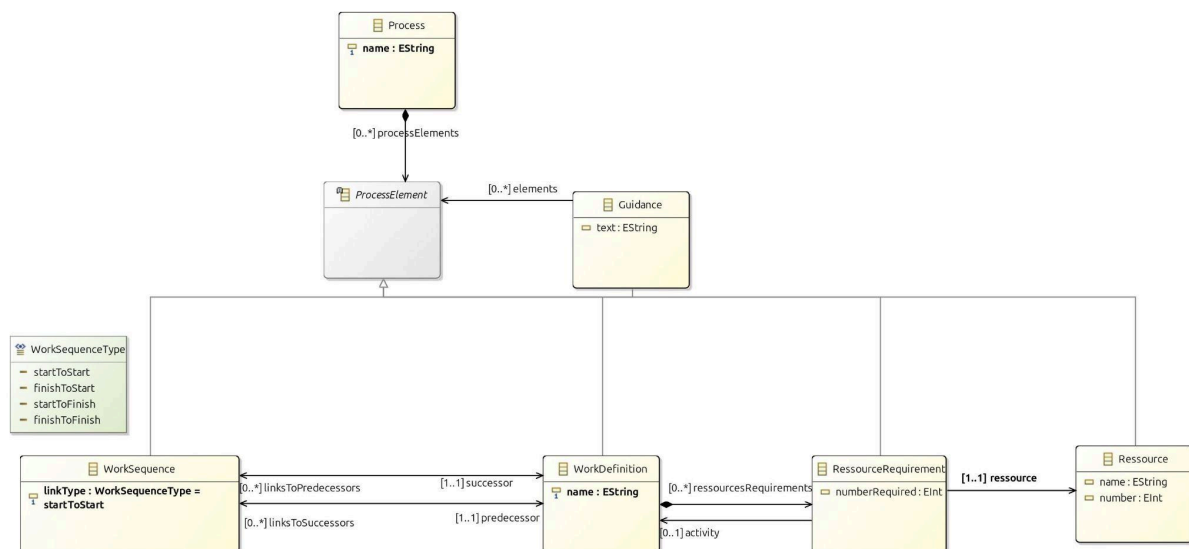 Process
name : EString
[0..*] processElements
ProcessElement
[0..*] elements
Guidance
text : EString
WorkSequenceType
startToStart
finishToStart
startToFinish
finishToFinish
WorkSequence
linkType : WorkSequenceType =
startToStart
[0..*] linksToPredecessors
[1..1] successor
[0..*] linksToSuccessors
[1..1] predecessor
WorkDefinition
name : EString
[0..*] ressourcesRequirements
[0..1] activity
RessourceRequirement
numberRequired : EInt
[1..1] ressource
Ressource
name : EString
number : EInt